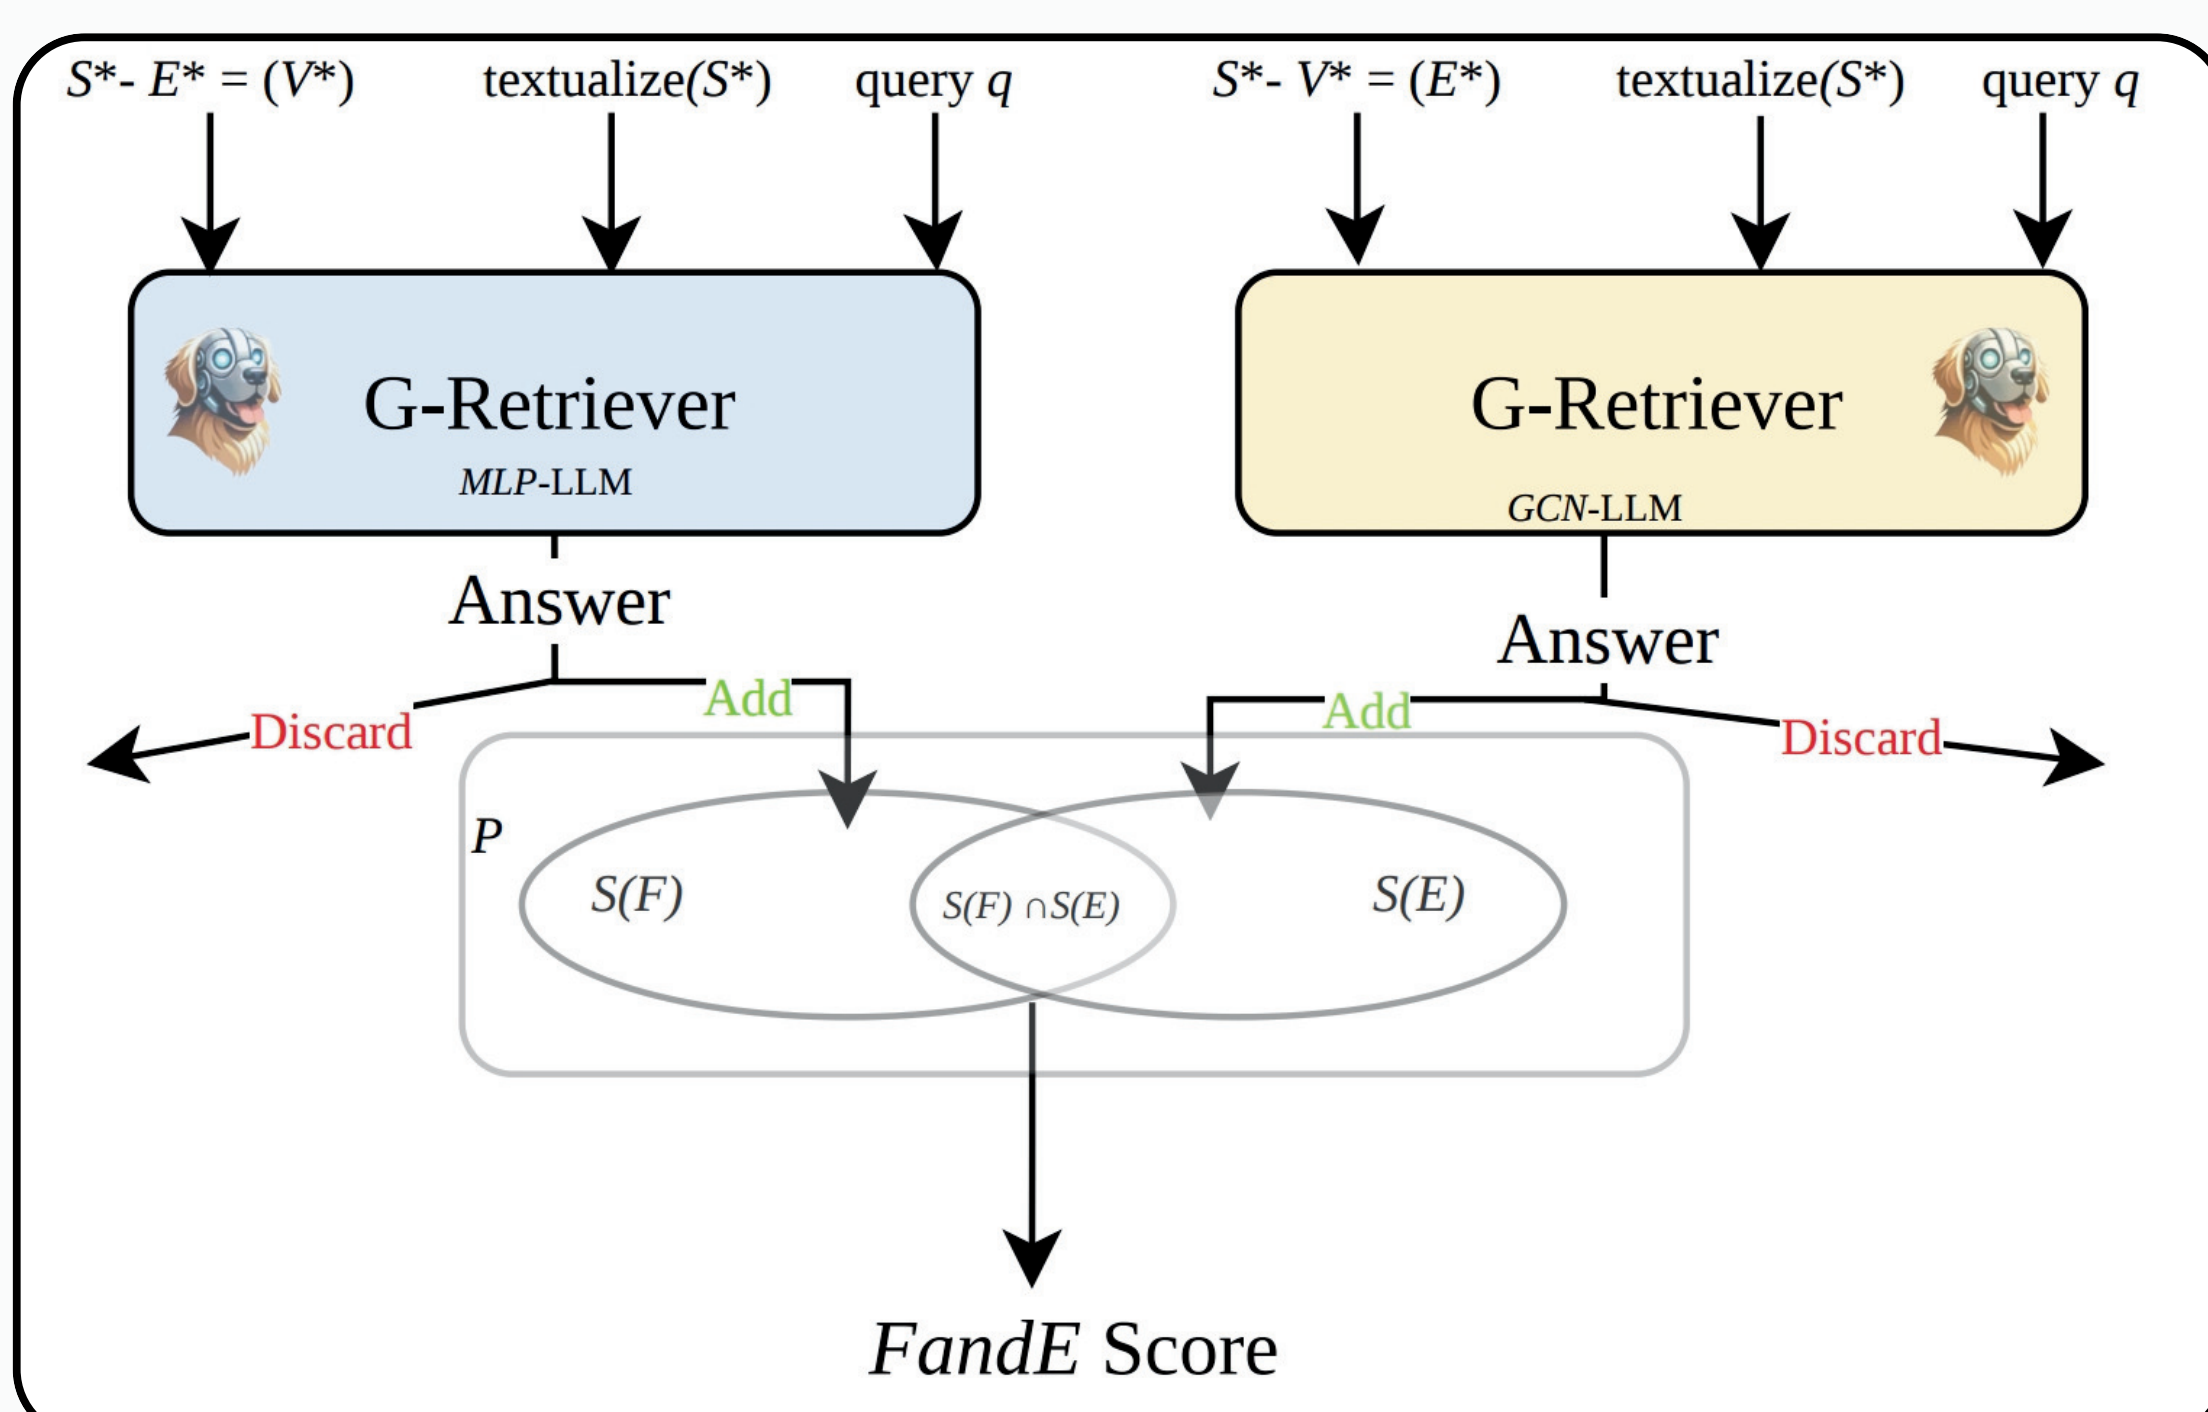 S*- E* = (V*)
textualize(S*)
query q
S*- V* = (E*)
textualize(S*)
query q
G-Retriever
MLP-LLM
G-Retriever
GCN-LLM
Answer
Answer
Discard
Add
Add
Discard
P
S(F)
S(F) ∩S(E)
S(E)
FandE Score